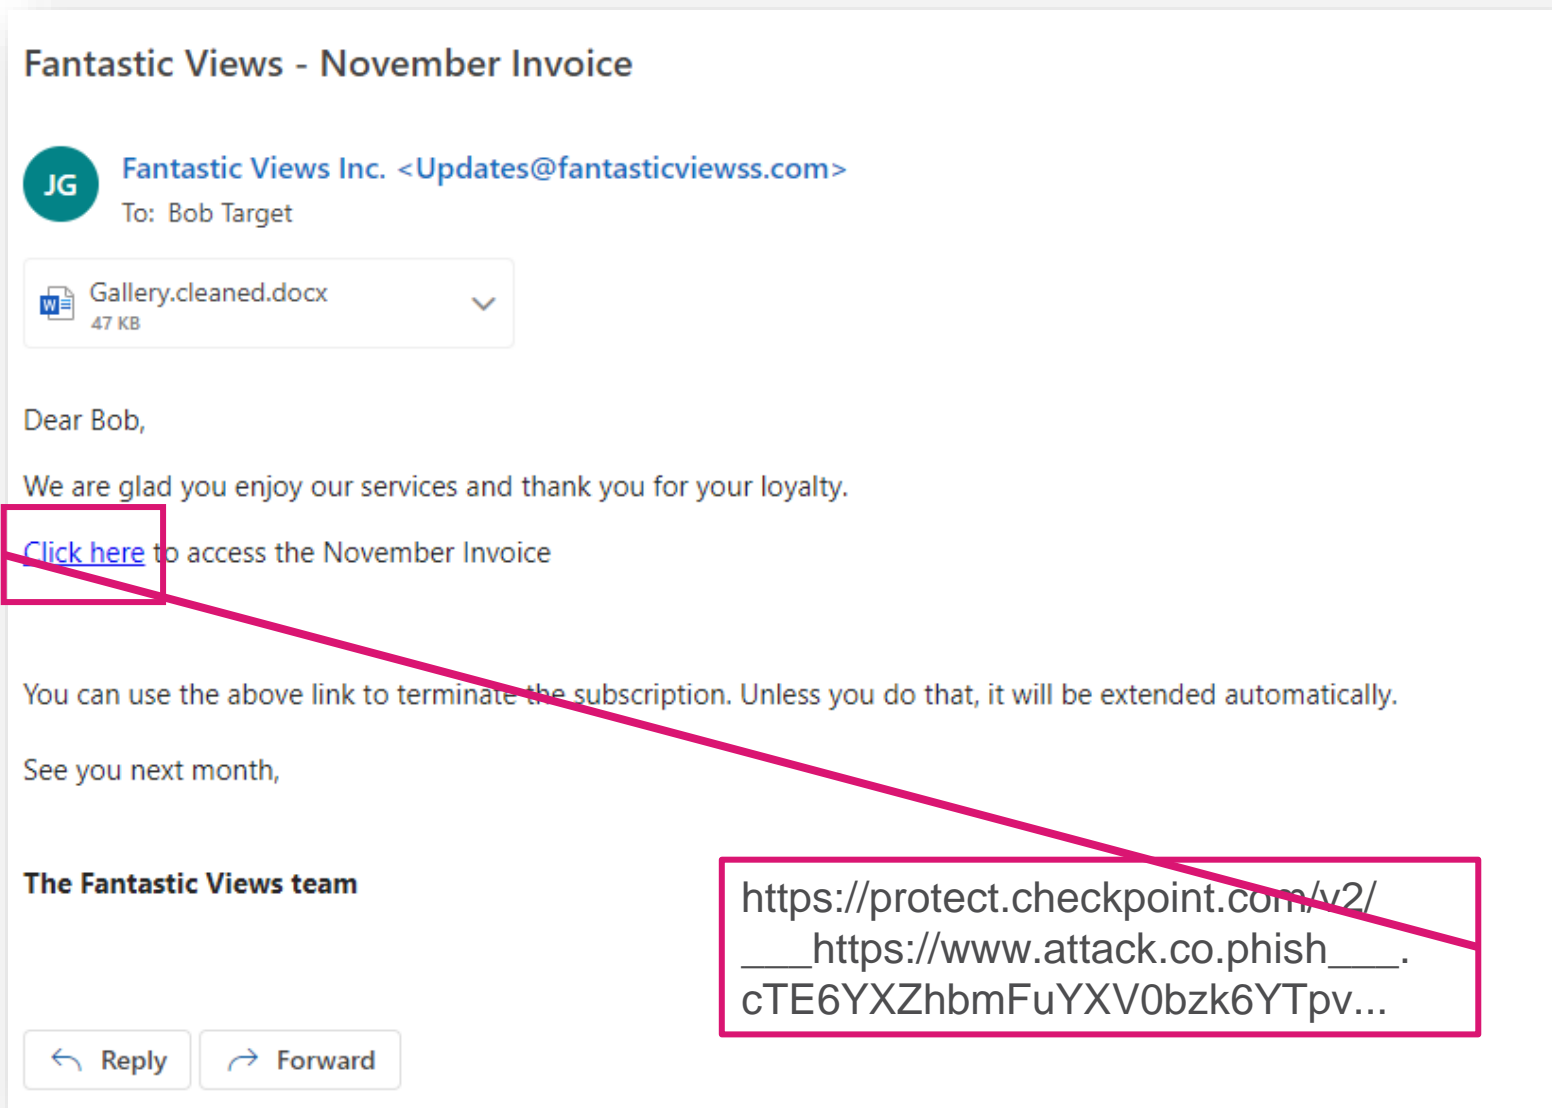 Fantastic Views - November Invoice
JG
Fantastic Views Inc. <Updates@fantasticviewss.com>
To: Bob Target
Gallery.cleaned.docx
47 KB
Dear Bob,
We are glad you enjoy our services and thank you for your loyalty.
Click here to access the November Invoice
You can use the above link to terminate the subscription. Unless you do that, it will be extended automatically.
See you next month,
The Fantastic Views team
https://protect.checkpoint.com/v2/
___https://www.attack.co.phish___.
cTE6YXZhbmFuYXV0bzk6YTpv...
Reply
Forward